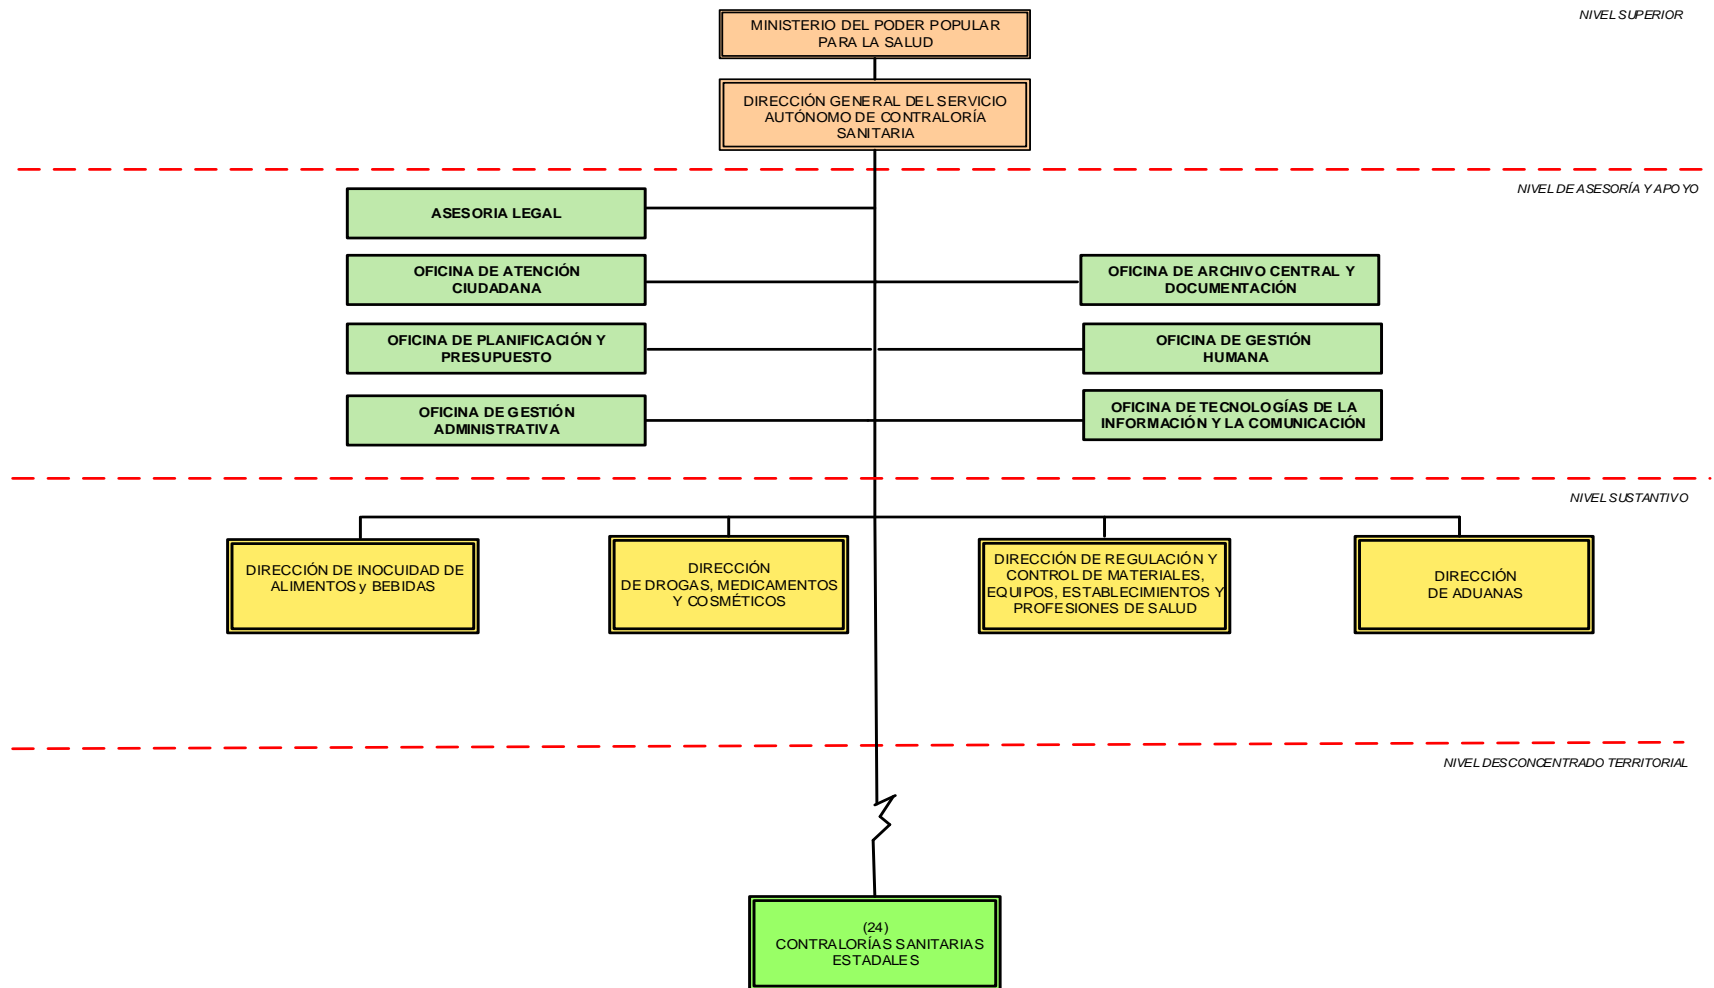 NIVEL SUPERIOR
MINISTERIO DEL PODER POPULAR
PARA LA SALUD
DIRECCIÓN GENERAL DEL SERVICIO
AUTÓNOMO DE CONTRALORÍA
SANITARIA
NIVEL DE ASESORÍA Y APOYO
ASESORIA LEGAL
OFICINA DE ATENCIÓN
CIUDADANA
OFICINA DE ARCHIVO CENTRAL Y
DOCUMENTACIÓN
OFICINA DE PLANIFICACIÓN Y
PRESUPUESTO
OFICINA DE GESTIÓN
HUMANA
OFICINA DE GESTIÓN
ADMINISTRATIVA
OFICINA DE TECNOLOGÍAS DE LA
INFORMACIÓN Y LA COMUNICACIÓN
NIVEL SUSTANTIVO
DIRECCIÓN DE INOCUIDAD DE
ALIMENTOS y BEBIDAS
DIRECCIÓN
DE DROGAS, MEDICAMENTOS
Y COSMÉTICOS
DIRECCIÓN DE REGULACIÓN Y
CONTROL DE MATERIALES,
EQUIPOS, ESTABLECIMIENTOS Y
PROFESIONES DE SALUD
DIRECCIÓN
DE ADUANAS
NIVEL DESCONCENTRADO TERRITORIAL
(24)
CONTRALORÍAS SANITARIAS
ESTADALES